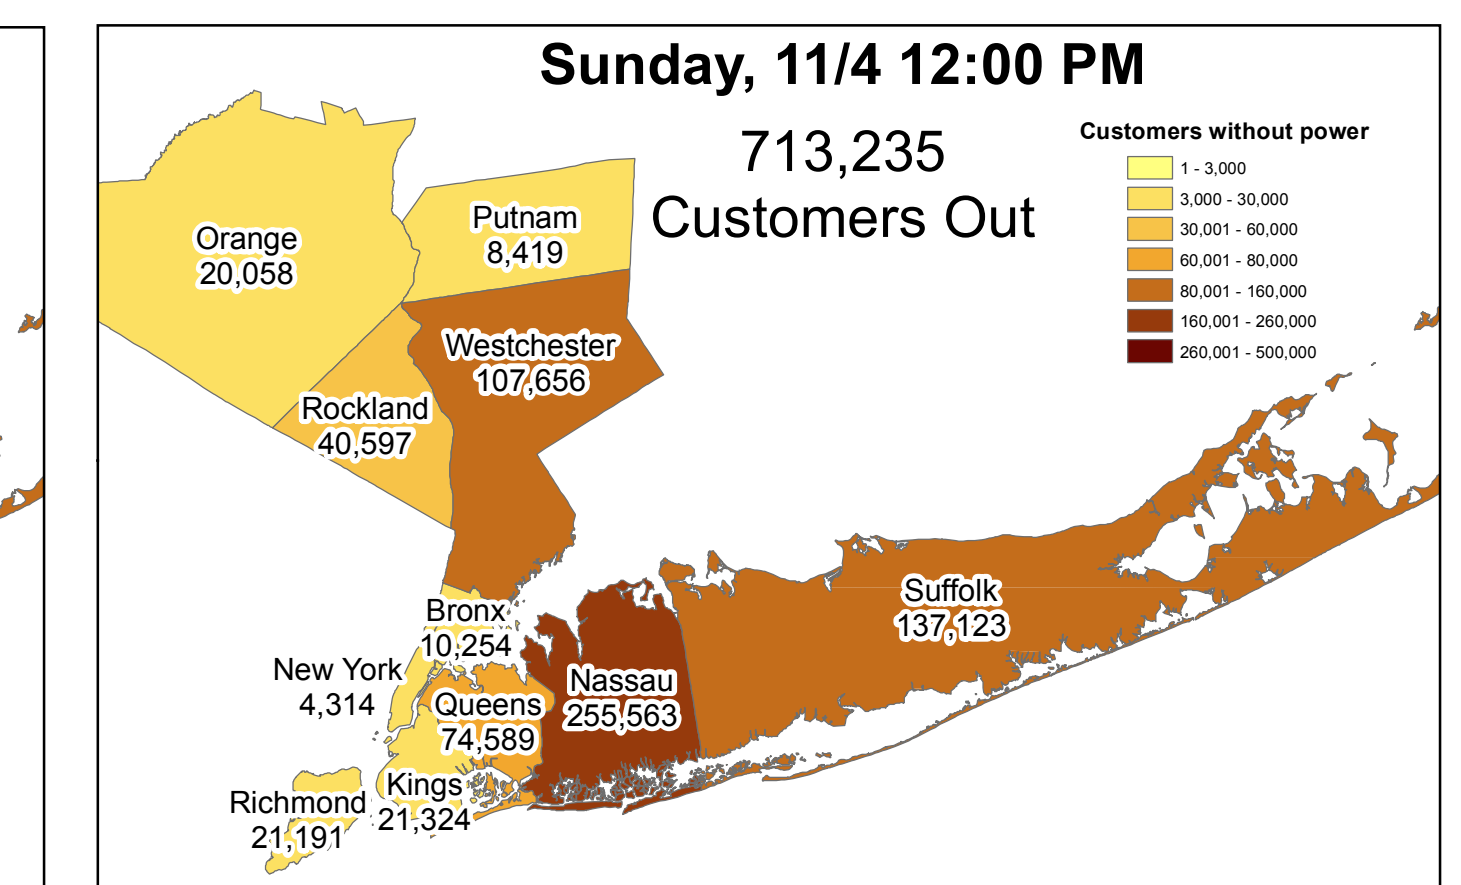 Sunday, 11/4 12:00 PM
713,235
Customers Out
Customers without power
1 - 3,000
3,000 - 30,000
30,001 - 60,000
60,001 - 80,000
80,001 - 160,000
160,001 - 260,000
260,001 - 500,000
Orange
20,058
Putnam
8,419
Westchester
107,656
Rockland
40,597
Bronx
10,254
New York
4,314
Queens
74,589
Nassau
255,563
Suffolk
137,123
Kings
21,324
Richmond
21,191